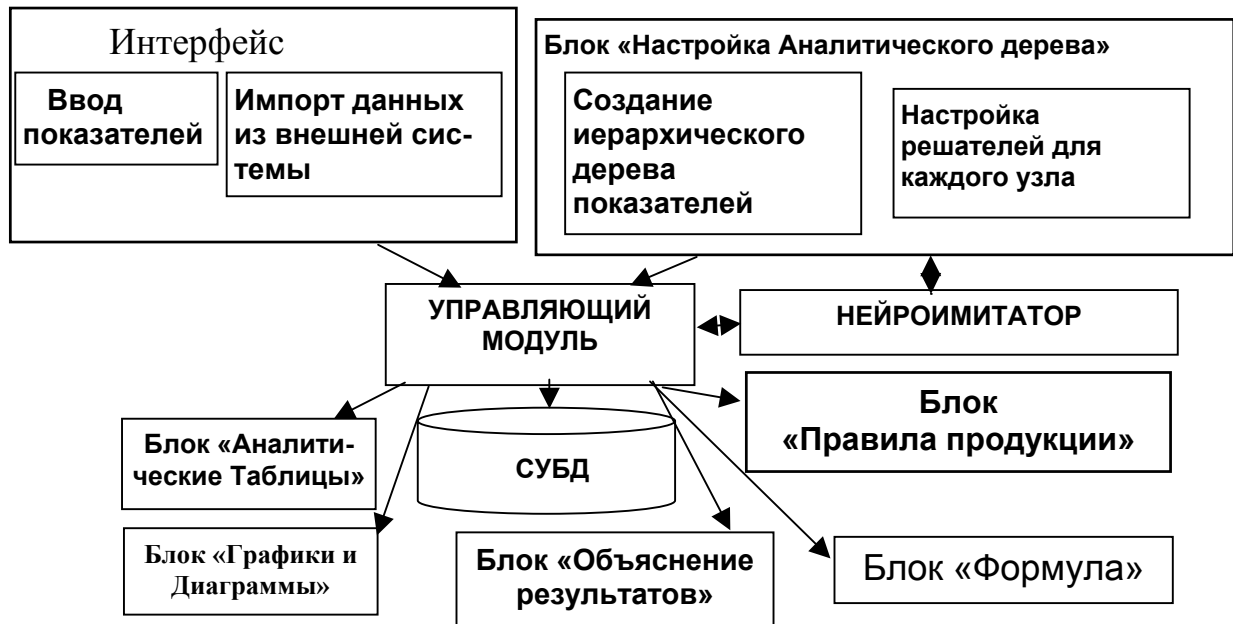 Интерфейс
Ввод
показателей
Импорт данных
из внешней сис-
темы
Блок «Настройка Аналитического дерева»
Создание
иерархического
дерева
показателей
Настройка
решателей для
каждого узла
УПРАВЛЯЮЩИЙ
МОДУЛЬ
НЕЙРОИМИТАТОР
Блок «Аналити-
ческие Таблицы»
СУБД
Блок
«Правила продукции»
Блок «Графики и
Диаграммы»
Блок «Объяснение
результатов»
Блок «Формула»